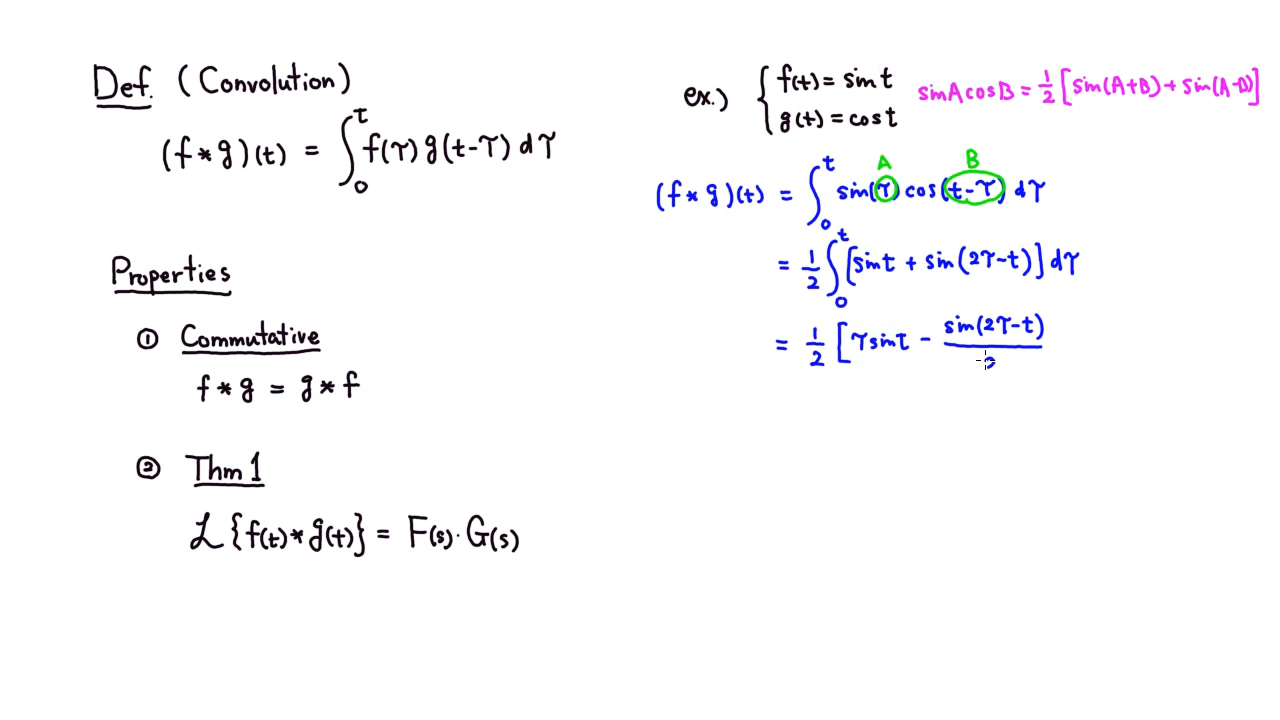 Def. (Convolution)
(f * g)(t) = ∫₀ᵗ f(τ) g(t-τ) dτ
Properties
① Commutative
f * g = g * f
② Thm 1
ℒ{f(t) * g(t)} = F(s) · G(s)
ex.) { f(t) = sin t
g(t) = cos t
sinA cosB = 1/2 [sin(A+B) + sin(A-B)]
A B
(f * g)(t) = ∫₀ᵗ sin(τ) cos(t-τ) dτ
= 1/2 ∫₀ᵗ [sin t + sin(2τ-t)] dτ
= 1/2 [τ sin t - sin(2τ-t)/